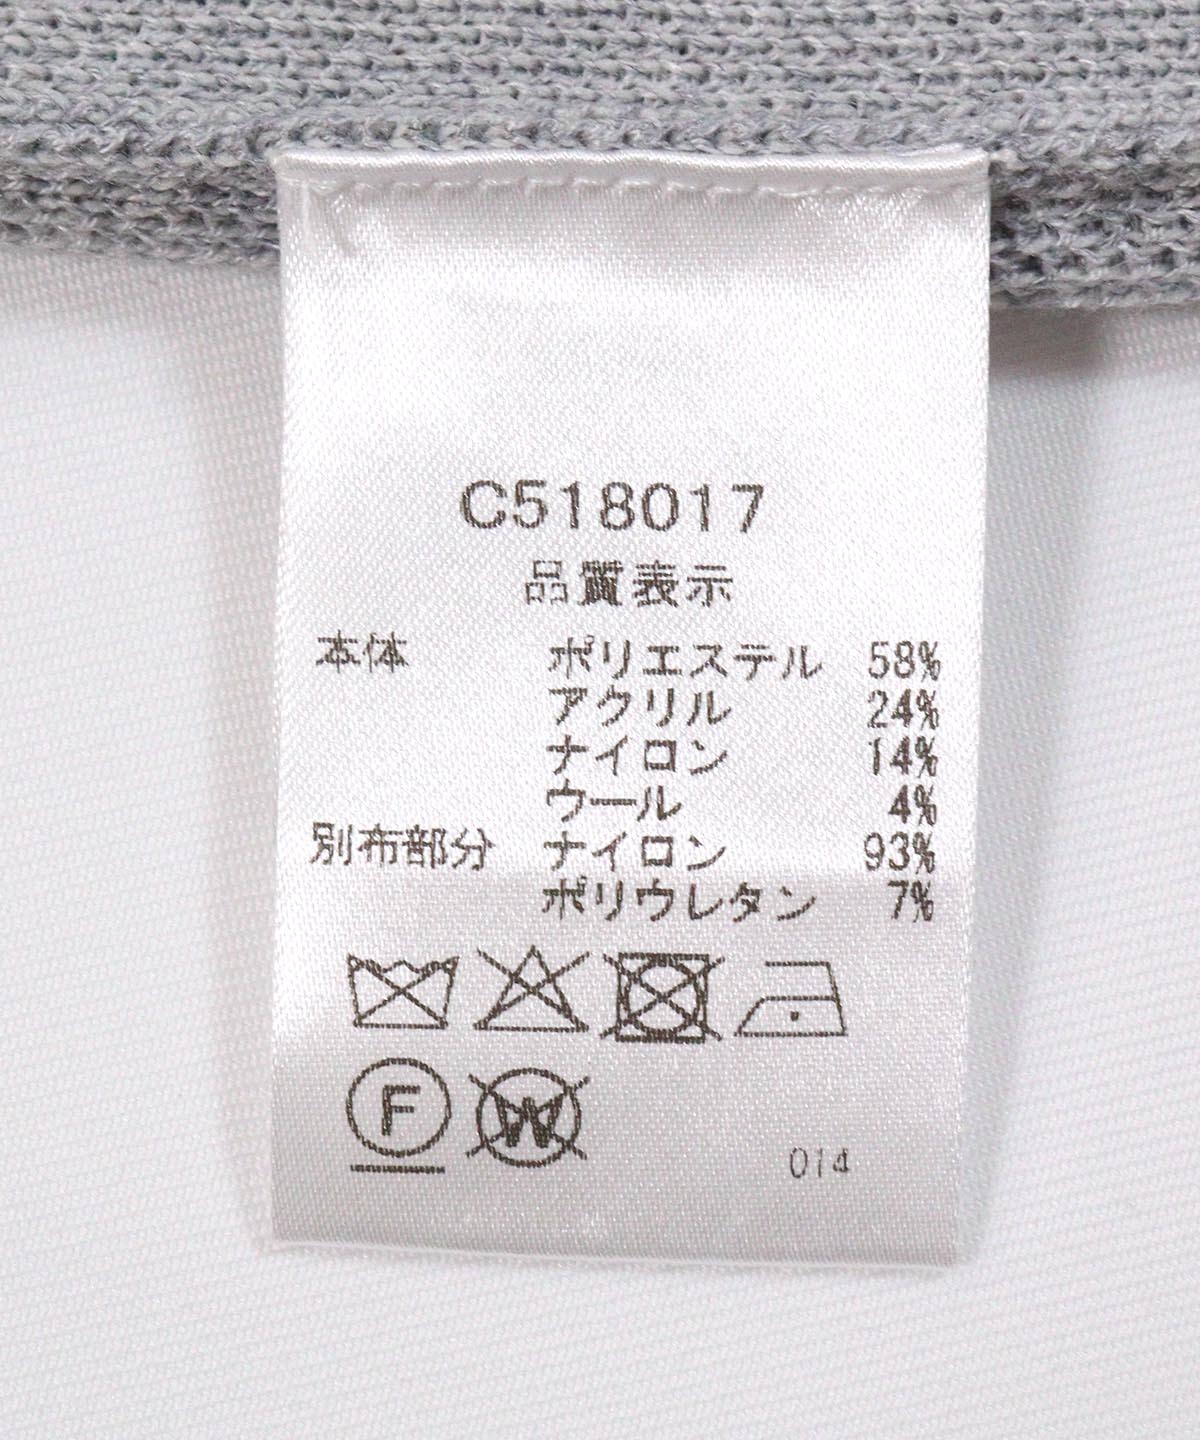 C518017
品質表示
本体 ポリエステル 58%
アクリル 24%
ナイロン 14%
ウール 4%
別布部分 ナイロン 93%
ポリウレタン 7%
F W
014